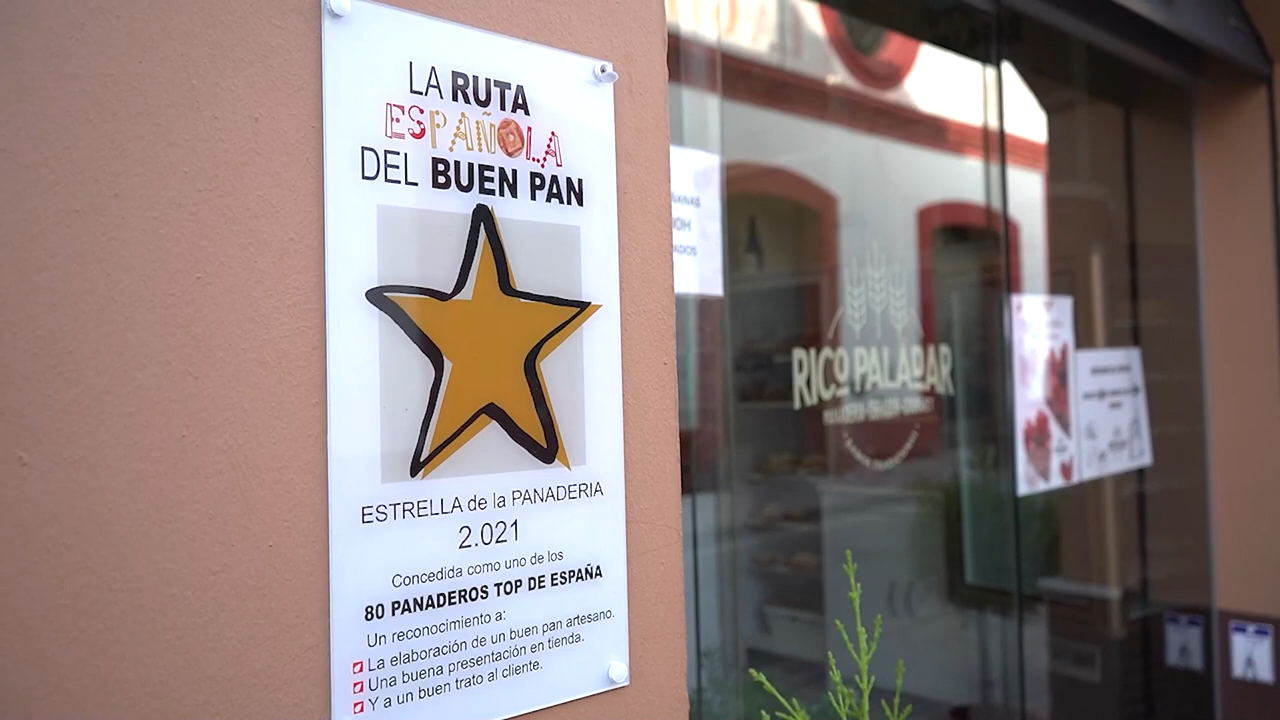 LA RUTA
ESPAÑOLA
DEL BUEN PAN
ESTRELLA de la PANADERIA
2.021
Concedida como uno de los
80 PANADEROS TOP DE ESPAÑA
Un reconocimiento a:
La elaboración de un buen pan artesano.
Una buena presentación en tienda.
Y a un buen trato al cliente.
RICO PALADAR